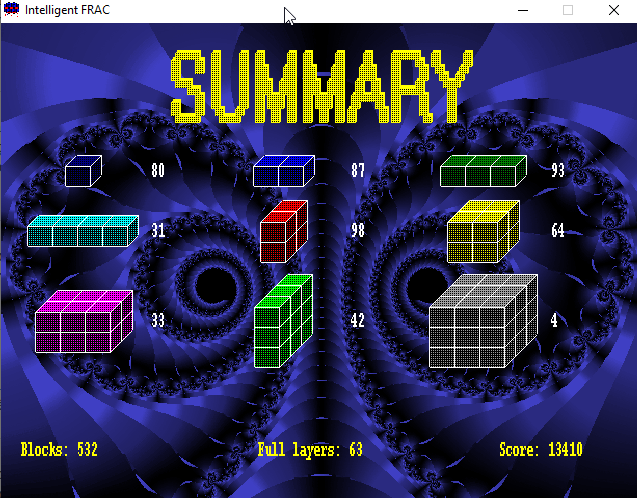 Intelligent FRAC
SUMMARY
80 87 93
31 98 64
33 42 4
Blocks: 532 Full layers: 63 Score: 13410